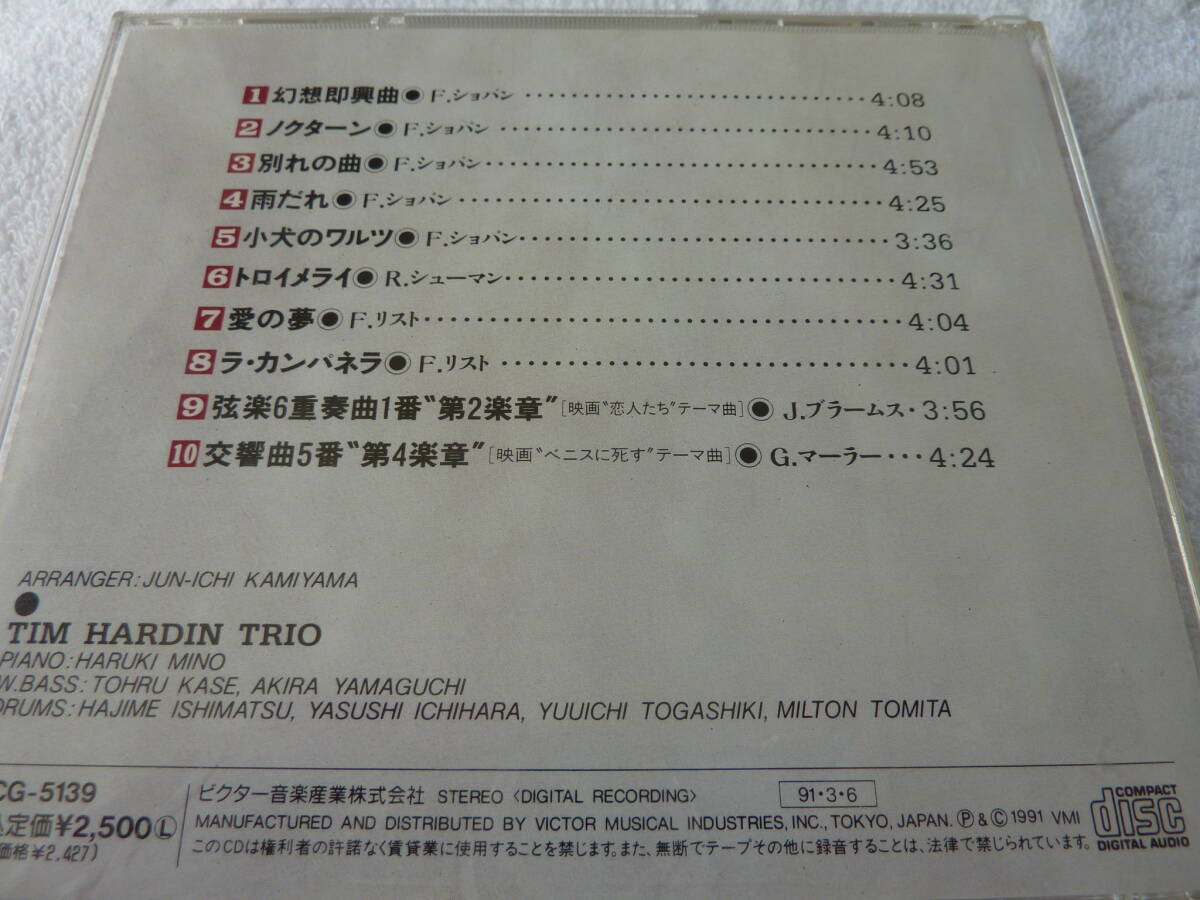 1 幻想即興曲◉F.ショパン 4:08
2 ノクターン◉F.ショパン 4:10
3 別れの曲◉F.ショパン 4:53
4 雨だれ◉F.ショパン 4:25
5 小犬のワルツ◉F.ショパン 3:36
6 トロイメライ◉R.シューマン 4:31
7 愛の夢◉F.リスト 4:04
8 ラ・カンパネラ◉F.リスト 4:01
9 弦楽6重奏曲1番〝第2楽章〟[映画〝恋人たち〟テーマ曲]◉J.ブラームス 3:56
10 交響曲5番〝第4楽章〟[映画〝ベニスに死す〟テーマ曲]◉G.マーラー 4:24
ARRANGER:JUN-ICHI KAMIYAMA
●
TIM HARDIN TRIO
PIANO:HARUKI MINO
W.BASS:TOHRU KASE, AKIRA YAMAGUCHI
DRUMS:HAJIME ISHIMATSU, YASUSHI ICHIHARA, YUUICHI TOGASHIKI, MILTON TOMITA
CG-5139
定価¥2,500Ⓛ
価格¥2,427)
ビクター音楽産業株式会社 STEREO〈DIGITAL RECORDING〉 91・3・6
MANUFACTURED AND DISTRIBUTED BY VICTOR MUSICAL INDUSTRIES, INC., TOKYO, JAPAN. Ⓟ&Ⓒ1991 VMI
このCDは権利者の許諾なく賃貸業に使用することを禁じます。また、無断でテープその他に録音することは、法律で禁じられています。
COMPACT
disc
DIGITAL AUDIO